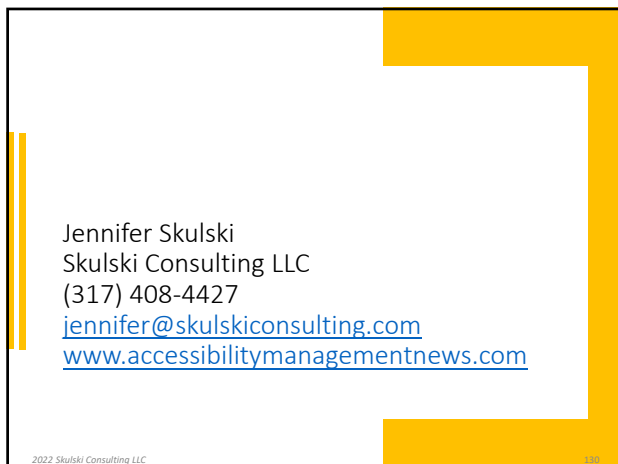 Jennifer Skulski
Skulski Consulting LLC
(317) 408-4427
jennifer@skulskiconsulting.com
www.accessibilitymanagementnews.com
2022 Skulski Consulting LLC
130